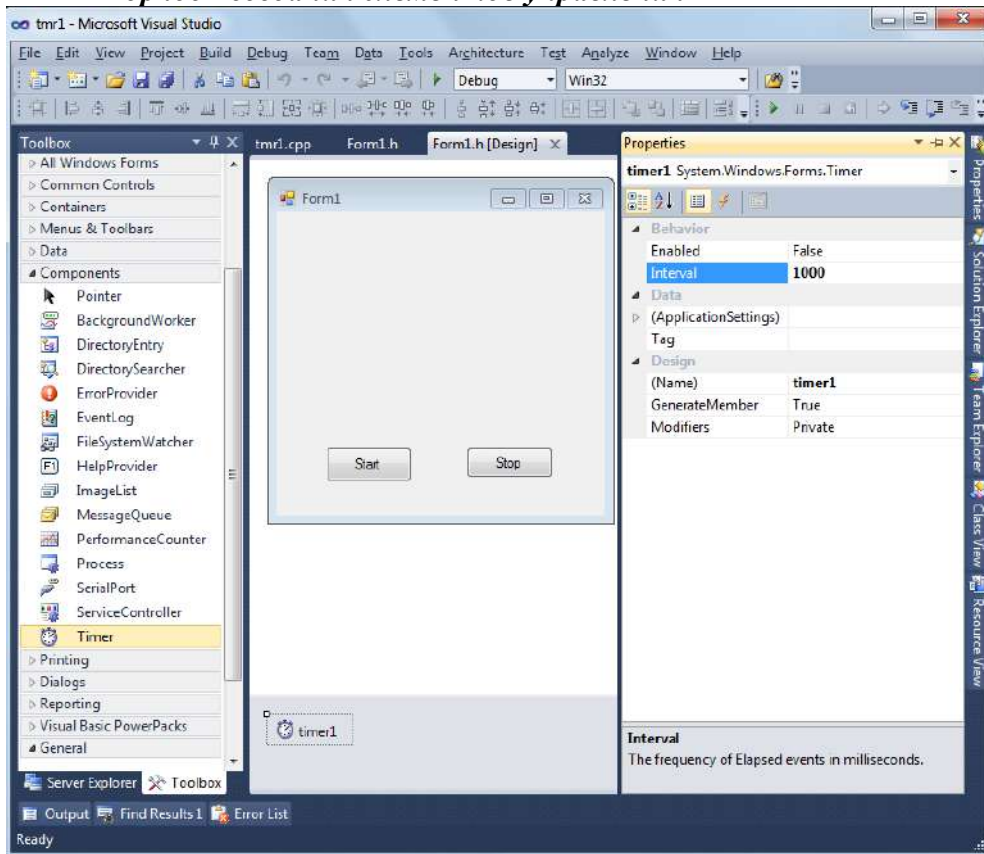 tmr1 - Microsoft Visual Studio
File Edit View Project Build Debug Team Data Tools Architecture Test Analyze Window Help
Debug Win32
Toolbox
All Windows Forms
Common Controls
Containers
Menus & Toolbars
Data
Components
Pointer
BackgroundWorker
DirectoryEntry
DirectorySearcher
ErrorProvider
EventLog
FileSystemWatcher
HelpProvider
ImageList
MessageQueue
PerformanceCounter
Process
SerialPort
ServiceController
Timer
Printing
Dialogs
Reporting
Visual Basic PowerPacks
General
Server Explorer Toolbox
tmr1.cpp Form1.h Form1.h [Design]
Form1
Start Stop
timer1
Properties
timer1 System.Windows.Forms.Timer
Behavior
Enabled False
Interval 1000
Data
(ApplicationSettings)
Tag
Design
(Name) timer1
GenerateMember True
Modifiers Private
Interval
The frequency of Elapsed events in milliseconds.
Properties
Solution Explorer
Team Explorer
Class View
Resource View
Output Find Results 1 Error List
Ready